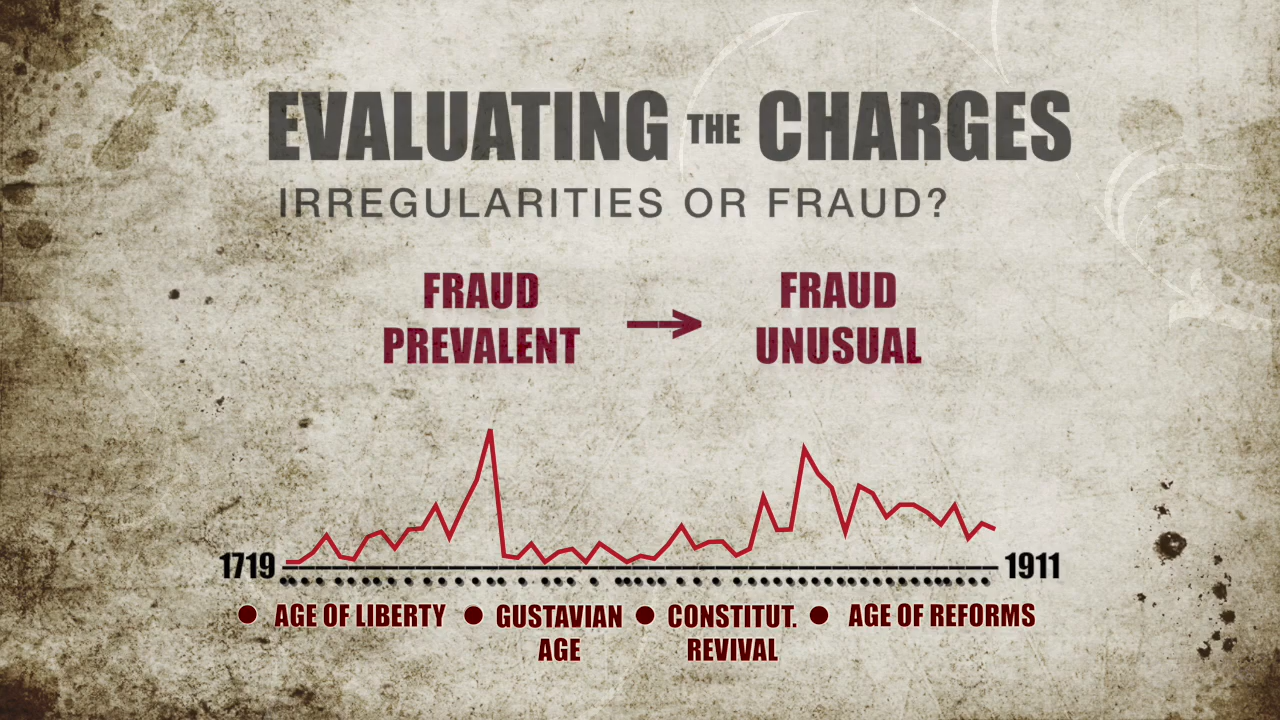 EVALUATING THE CHARGES
IRREGULARITIES OR FRAUD?
FRAUD PREVALENT
FRAUD UNUSUAL
1719
1911
AGE OF LIBERTY
GUSTAVIAN AGE
CONSTITUT. REVIVAL
AGE OF REFORMS